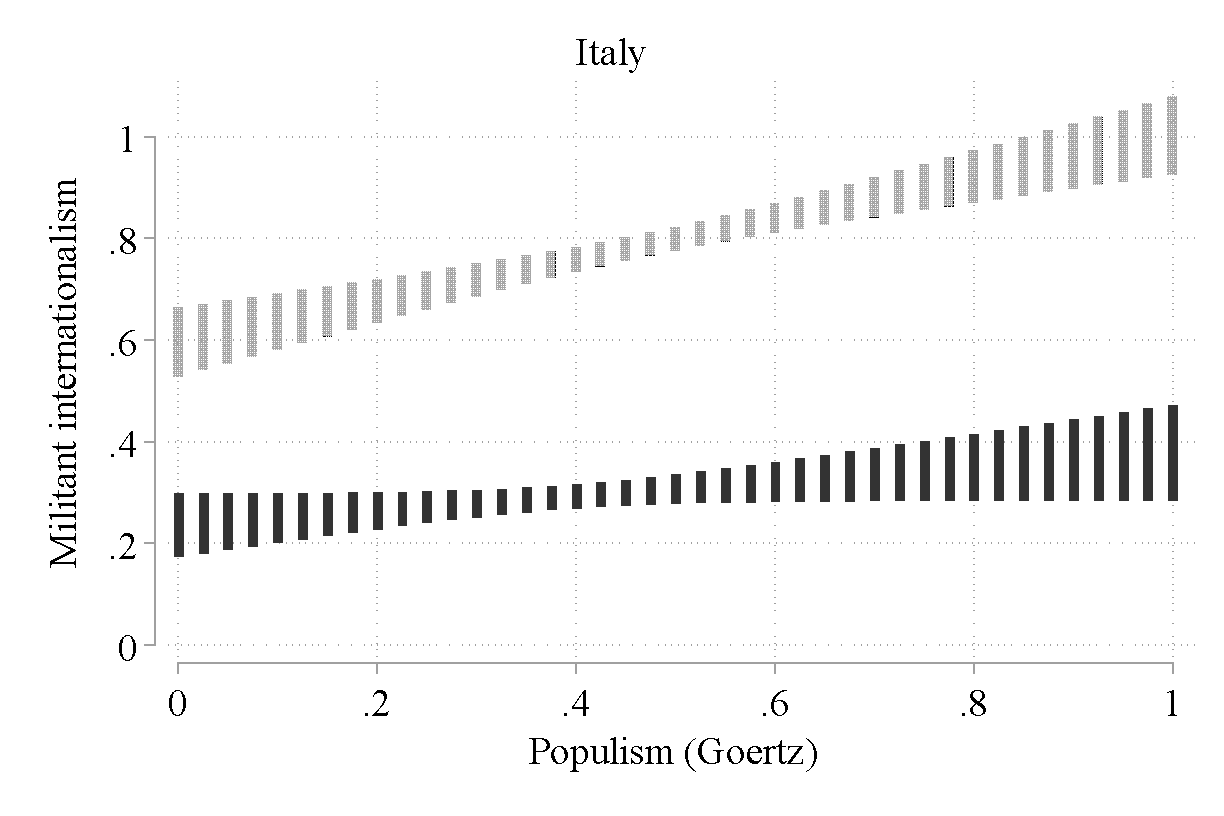 Italy
Militant internationalism
1
.8
.6
.4
.2
0
0 .2 .4 .6 .8 1
Populism (Goertz)